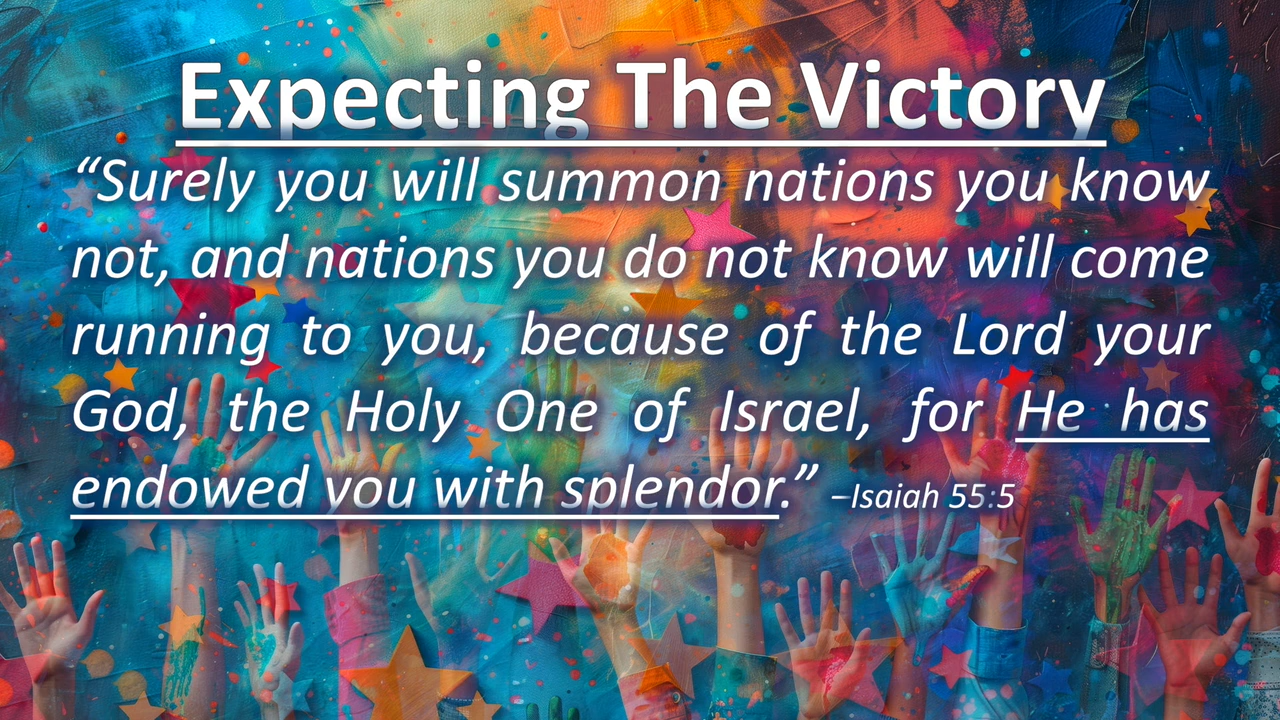 Expecting The Victory
“Surely you will summon nations you know
not, and nations you do not know will come
running to you, because of the Lord your
God, the Holy One of Israel, for He has
endowed you with splendor.” –Isaiah 55:5